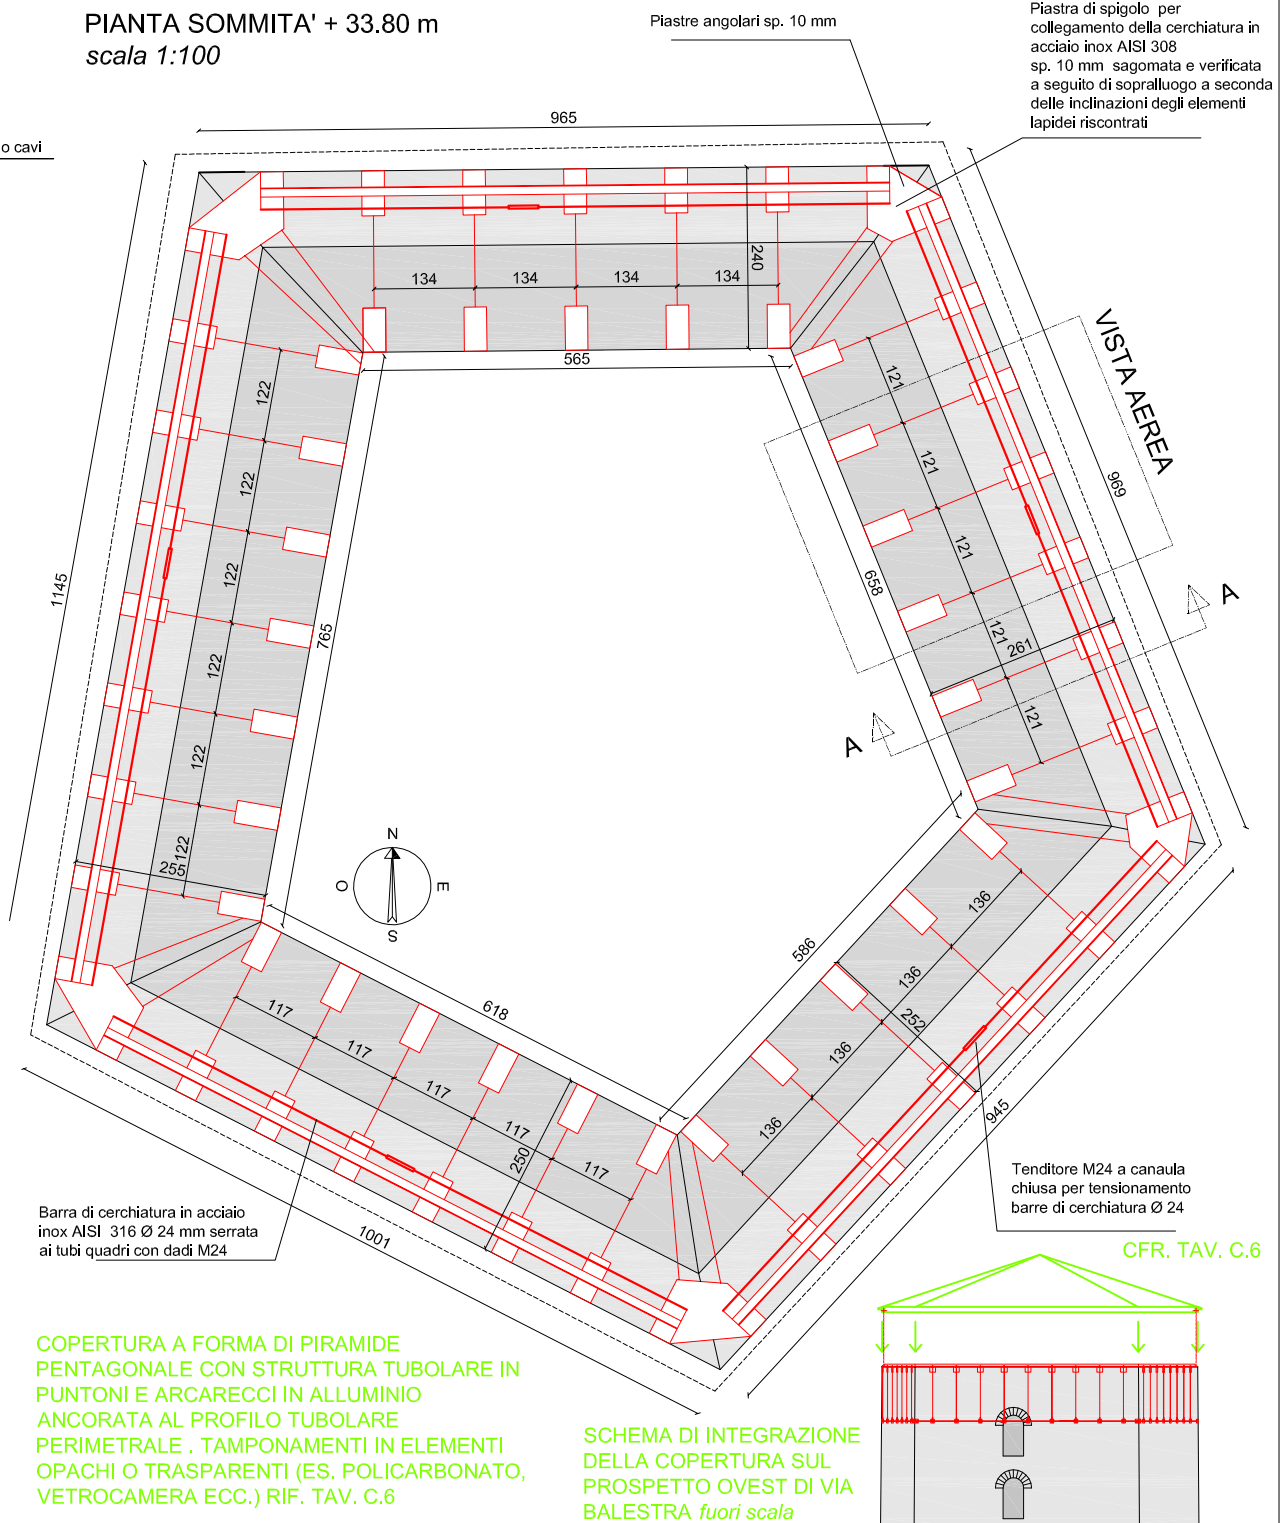 PIANTA SOMMITA' + 33.80 m
scala 1:100
Piastre angolari sp. 10 mm
Piastra di spigolo per
collegamento della cerchiatura in
acciaio inox AISI 308
sp. 10 mm sagomata e verificata
a seguito di sopralluogo a seconda
delle inclinazioni degli elementi
lapidei riscontrati
o cavi
965
240
134
134
134
134
565
VISTA AEREA
969
121
121
121
121
121
658
261
A
A
1145
122
122
122
122
122
122
765
255
N
O
E
S
586
136
136
136
136
252
945
618
117
117
117
117
117
250
1001
Barra di cerchiatura in acciaio
inox AISI 316 Ø 24 mm serrata
ai tubi quadri con dadi M24
Tenditore M24 a canaula
chiusa per tensionamento
barre di cerchiatura Ø 24
CFR. TAV. C.6
COPERTURA A FORMA DI PIRAMIDE
PENTAGONALE CON STRUTTURA TUBOLARE IN
PUNTONI E ARCARECCI IN ALLUMINIO
ANCORATA AL PROFILO TUBOLARE
PERIMETRALE . TAMPONAMENTI IN ELEMENTI
OPACHI O TRASPARENTI (ES. POLICARBONATO,
VETROCAMERA ECC.) RIF. TAV. C.6
SCHEMA DI INTEGRAZIONE
DELLA COPERTURA SUL
PROSPETTO OVEST DI VIA
BALESTRA fuori scala